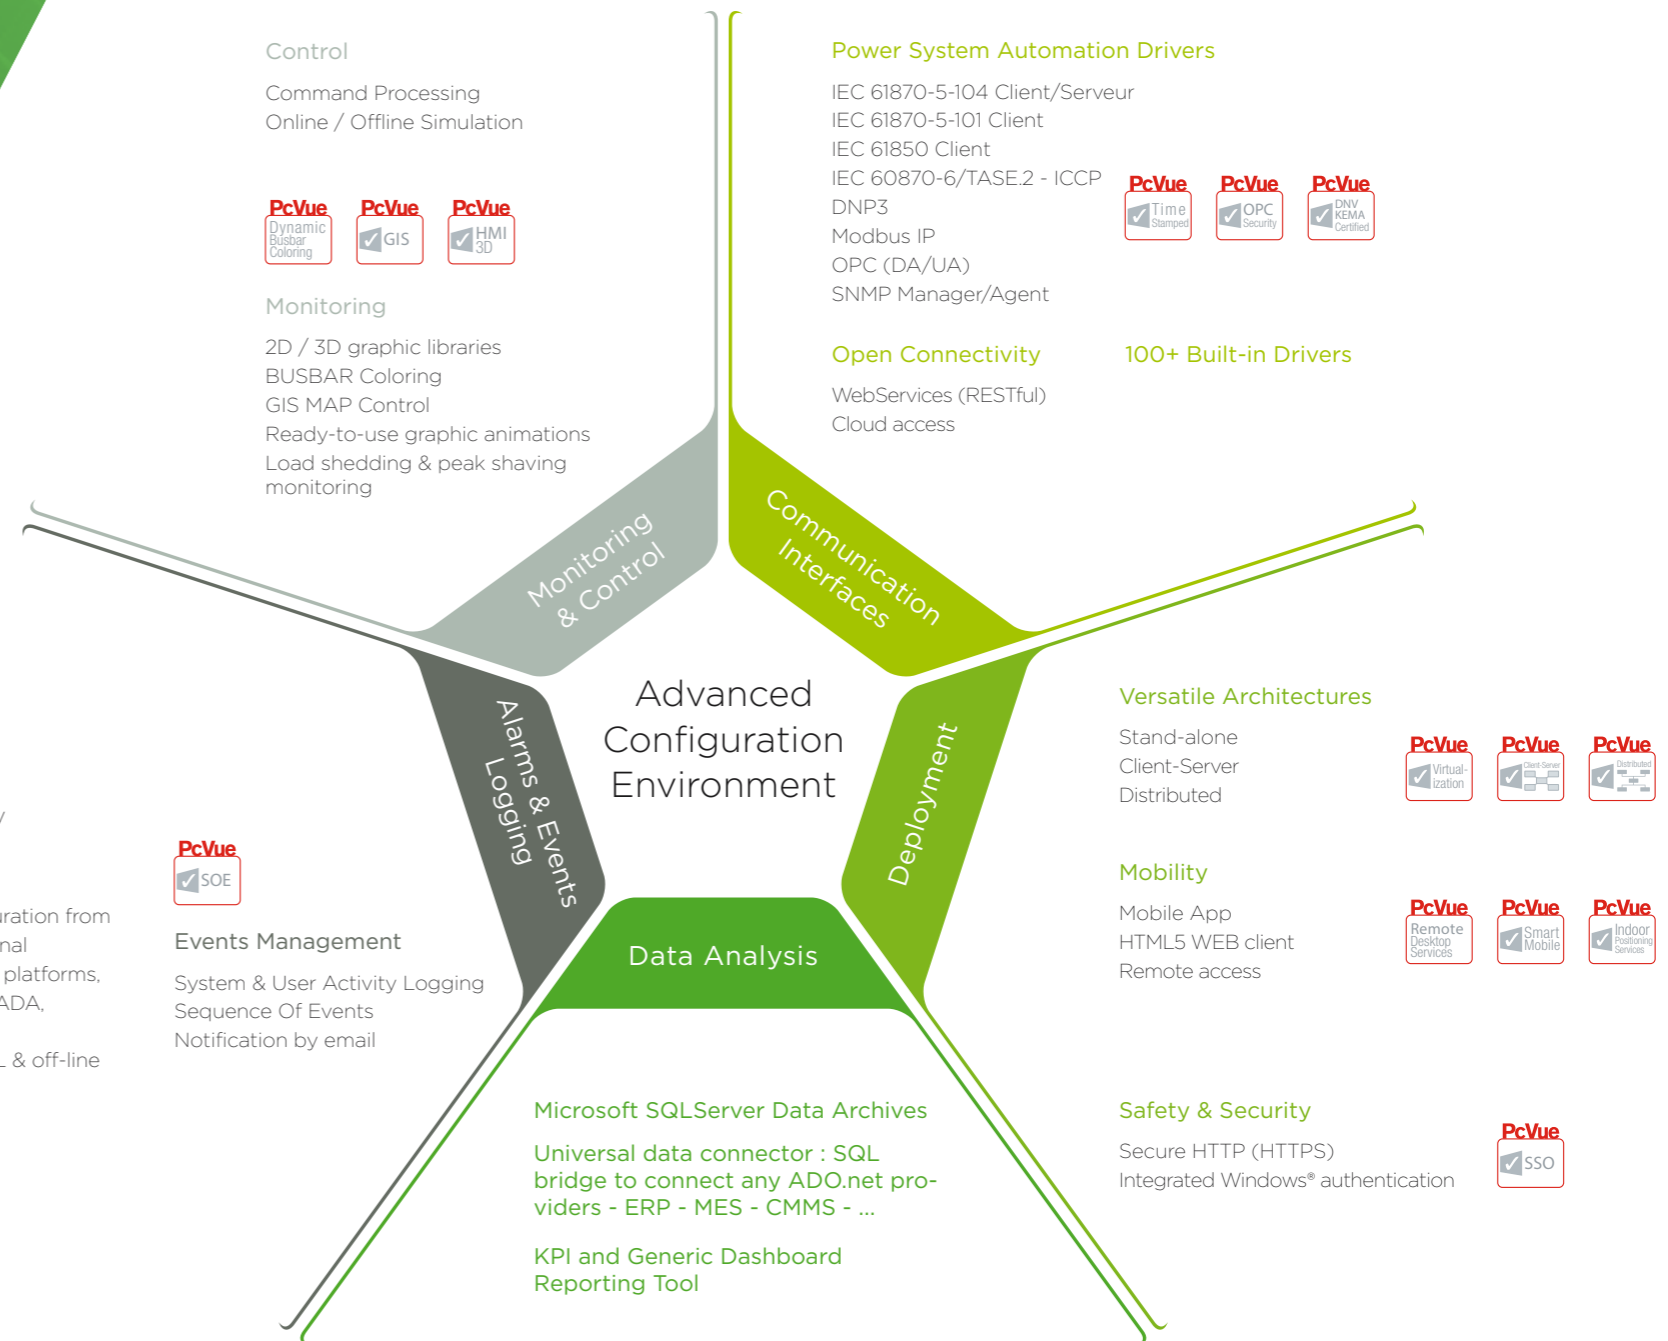 Control
Command Processing
Online / Offline Simulation
PcVue
Dynamic
Busbar
Coloring
PcVue
GIS
PcVue
HMI
3D
Monitoring
2D / 3D graphic libraries
BUSBAR Coloring
GIS MAP Control
Ready-to-use graphic animations
Load shedding & peak shaving
monitoring
Power System Automation Drivers
IEC 61870-5-104 Client/Serveur
IEC 61870-5-101 Client
IEC 61850 Client
IEC 60870-6/TASE.2 - ICCP
DNP3
Modbus IP
OPC (DA/UA)
SNMP Manager/Agent
PcVue
Time
Stamped
PcVue
OPC
Security
PcVue
DNV
KEMA
Certified
Open Connectivity
WebServices (RESTful)
Cloud access
100+ Built-in Drivers
Monitoring
& Control
Communication
Interfaces
Alarms & Events
Logging
Advanced
Configuration
Environment
Deployment
Data Analysis
Versatile Architectures
Stand-alone
Client-Server
Distributed
PcVue
Virtual-
ization
PcVue
Client-Server
PcVue
Distributed
Mobility
Mobile App
HTML5 WEB client
Remote access
PcVue
Remote
Desktop
Services
PcVue
Smart
Mobile
PcVue
Indoor
Positioning
Services
Safety & Security
Secure HTTP (HTTPS)
Integrated Windows® authentication
PcVue
SSO
y
uration from
nal
platforms,
ADA,
L & off-line
PcVue
SOE
Events Management
System & User Activity Logging
Sequence Of Events
Notification by email
Microsoft SQLServer Data Archives
Universal data connector : SQL
bridge to connect any ADO.net pro-
viders - ERP - MES - CMMS - ...
KPI and Generic Dashboard
Reporting Tool